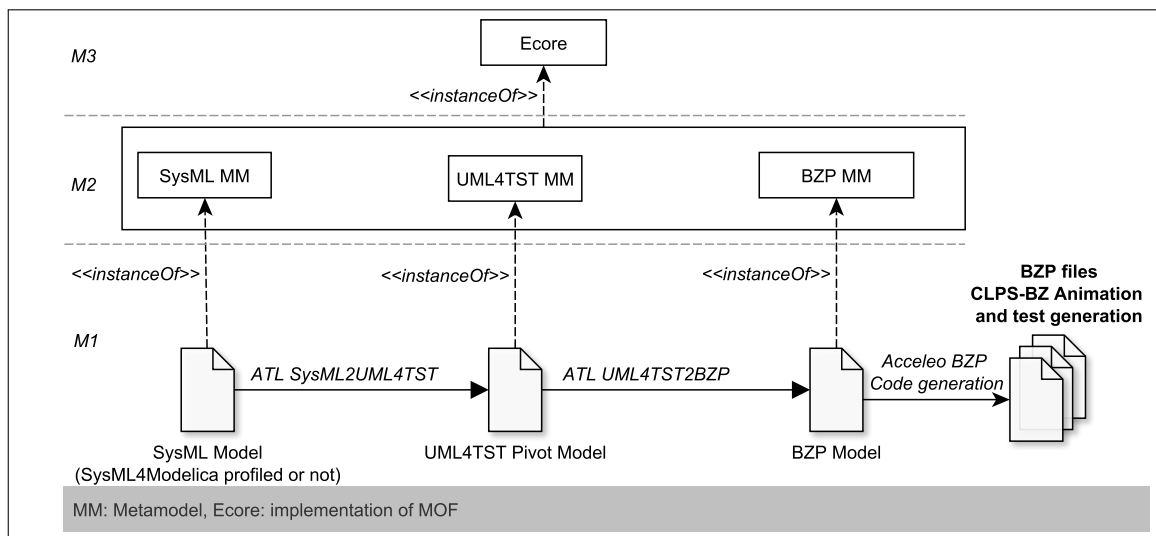 M3
Ecore
<<instanceOf>>
M2
SysML MM
UML4TST MM
BZP MM
<<instanceOf>>
<<instanceOf>>
<<instanceOf>>
BZP files
CLPS-BZ Animation
and test generation
M1
ATL SysML2UML4TST
ATL UML4TST2BZP
Acceleo BZP
Code generation
SysML Model
(SysML4Modelica profiled or not)
UML4TST Pivot Model
BZP Model
MM: Metamodel, Ecore: implementation of MOF